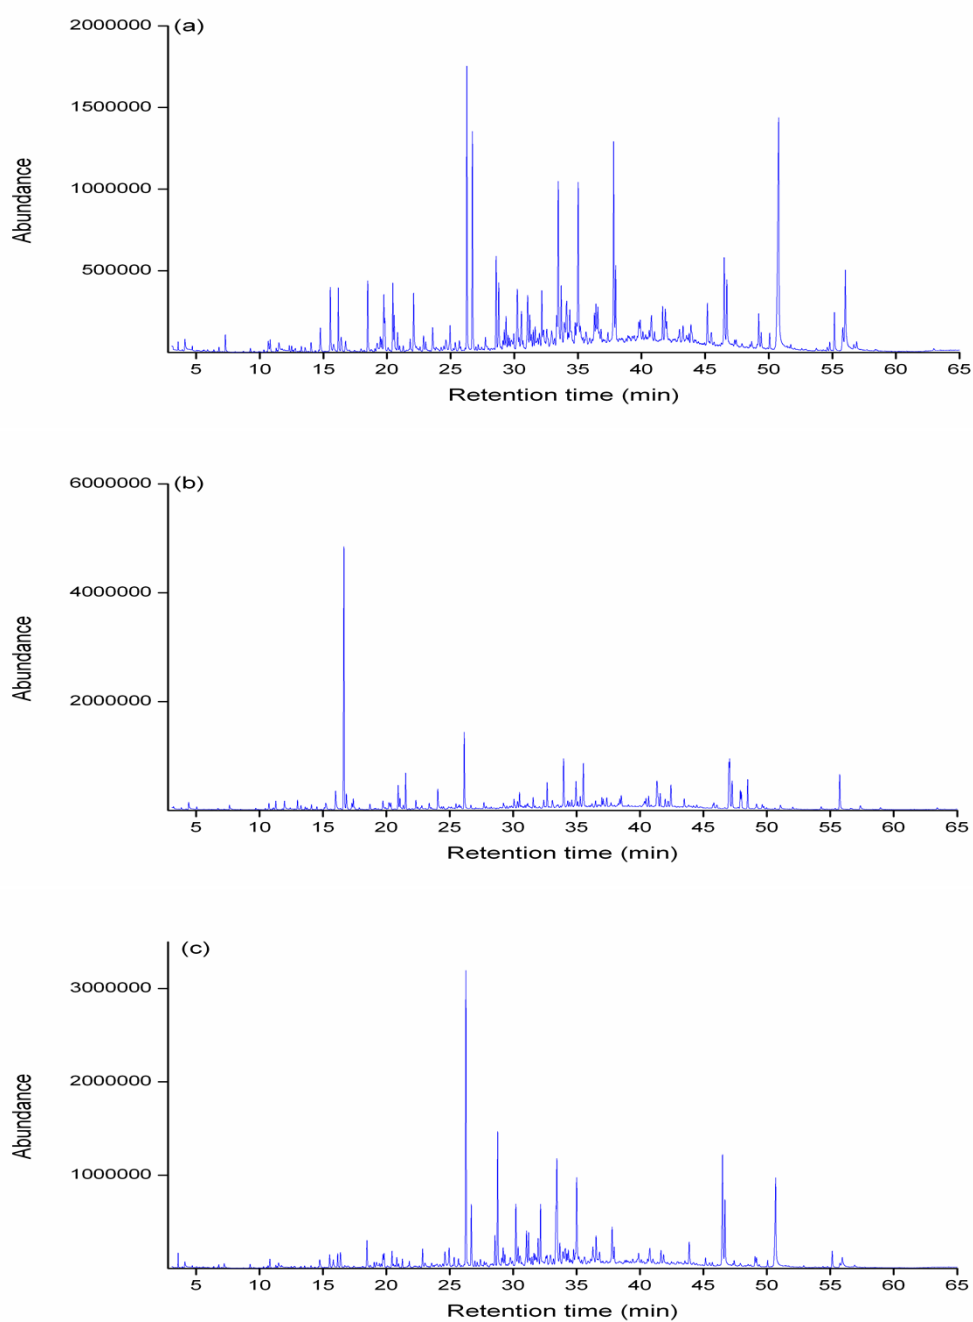 (a)
2000000
1500000
1000000
500000
Abundance
5 10 15 20 25 30 35 40 45 50 55 60 65
Retention time (min)
(b)
6000000
4000000
2000000
Abundance
5 10 15 20 25 30 35 40 45 50 55 60 65
Retention time (min)
(c)
3000000
2000000
1000000
Abundance
5 10 15 20 25 30 35 40 45 50 55 60 65
Retention time (min)